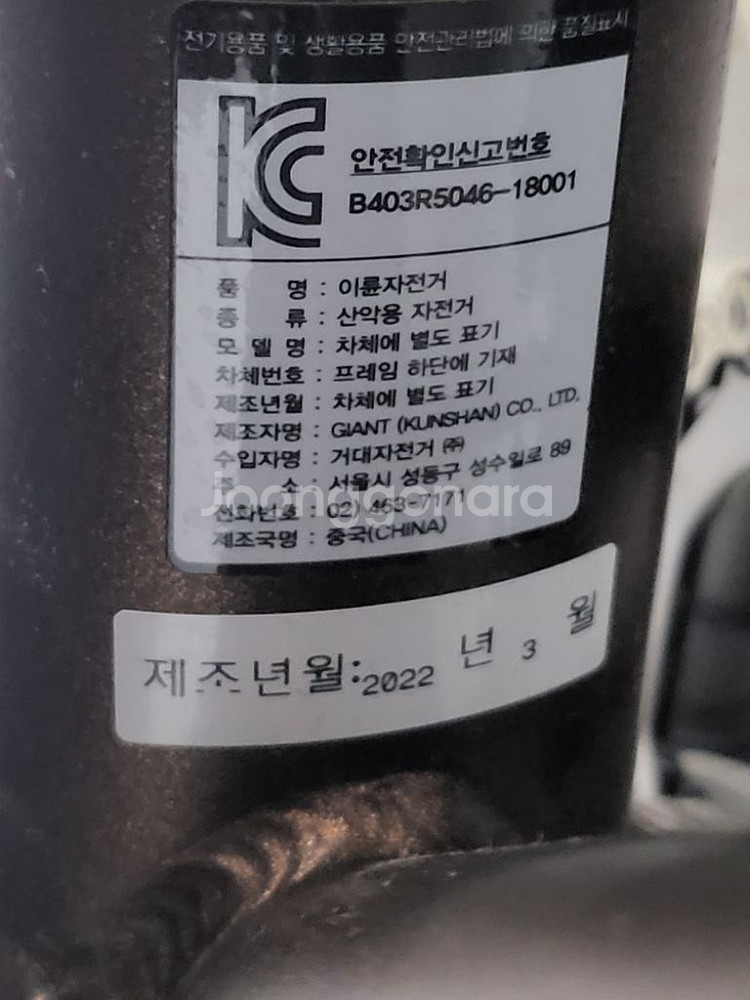 전기용품 및 생활용품 안전관리법에 의한 품질표시
KC
안전확인신고번호
B403R5046-18001
품 명 : 이륜자전거
종 류 : 산악용 자전거
모 델 명 : 차체에 별도 표기
차체번호 : 프레임 하단에 기재
제조년월 : 차체에 별도 표기
제조자명 : GIANT (KUNSHAN) CO., LTD.
수입자명 : 거대자전거 ㈜
주 소 : 서울시 성동구 성수일로 89
전화번호 : 02) 463-7171
제조국명 : 중국(CHINA)
joonggonara
제조년월:2022 년 3 월